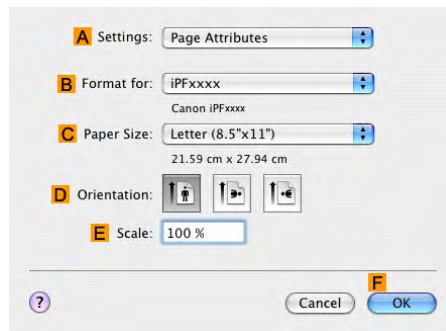 A Settings: Page Attributes
B Format for: iPFxxxx
Canon iPFxxxx
C Paper Size: Letter (8.5"x11")
21.59 cm x 27.94 cm
D Orientation:
E Scale: 100 %
F
? Cancel OK